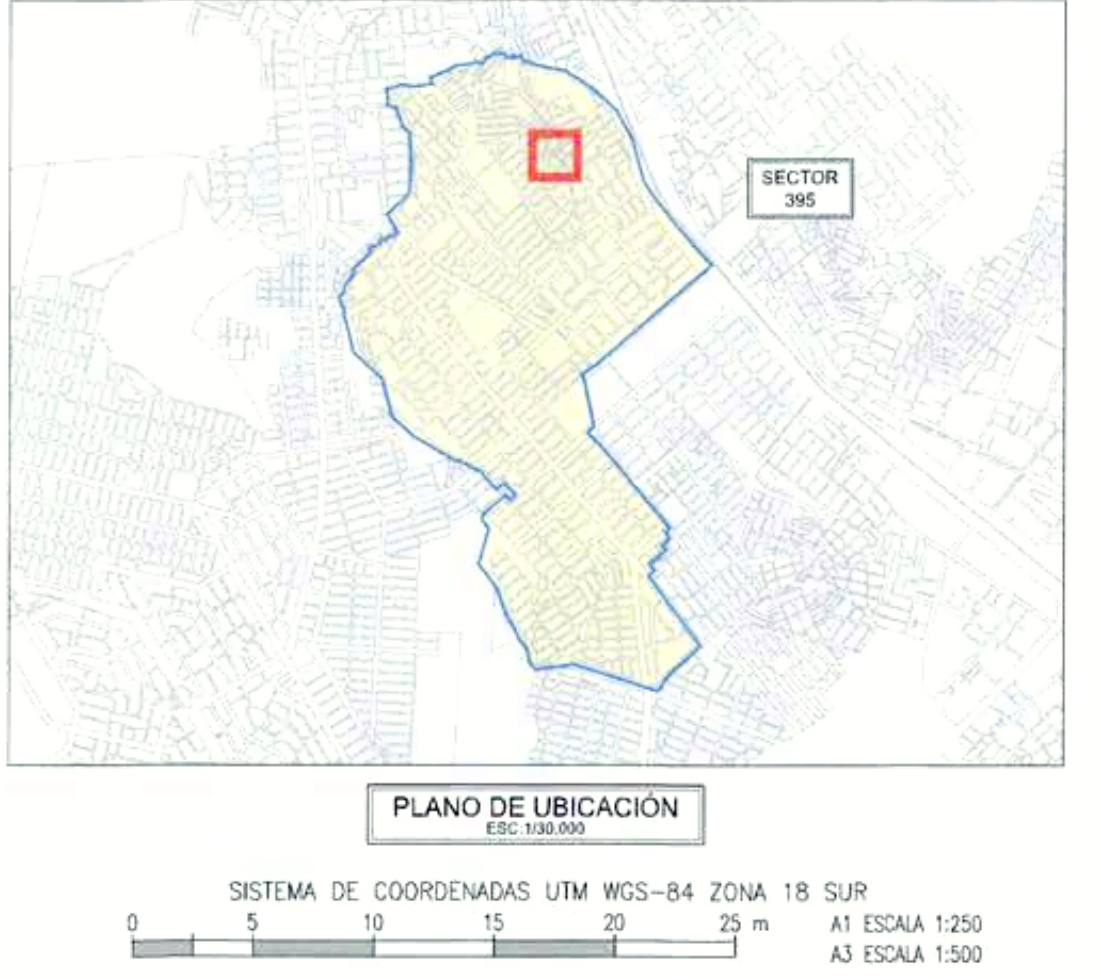 SECTOR
395
PLANO DE UBICACIÓN
ESC:1/30.000
SISTEMA DE COORDENADAS UTM WGS-84 ZONA 18 SUR
0 5 10 15 20 25 m
A1 ESCALA 1:250
A3 ESCALA 1:500